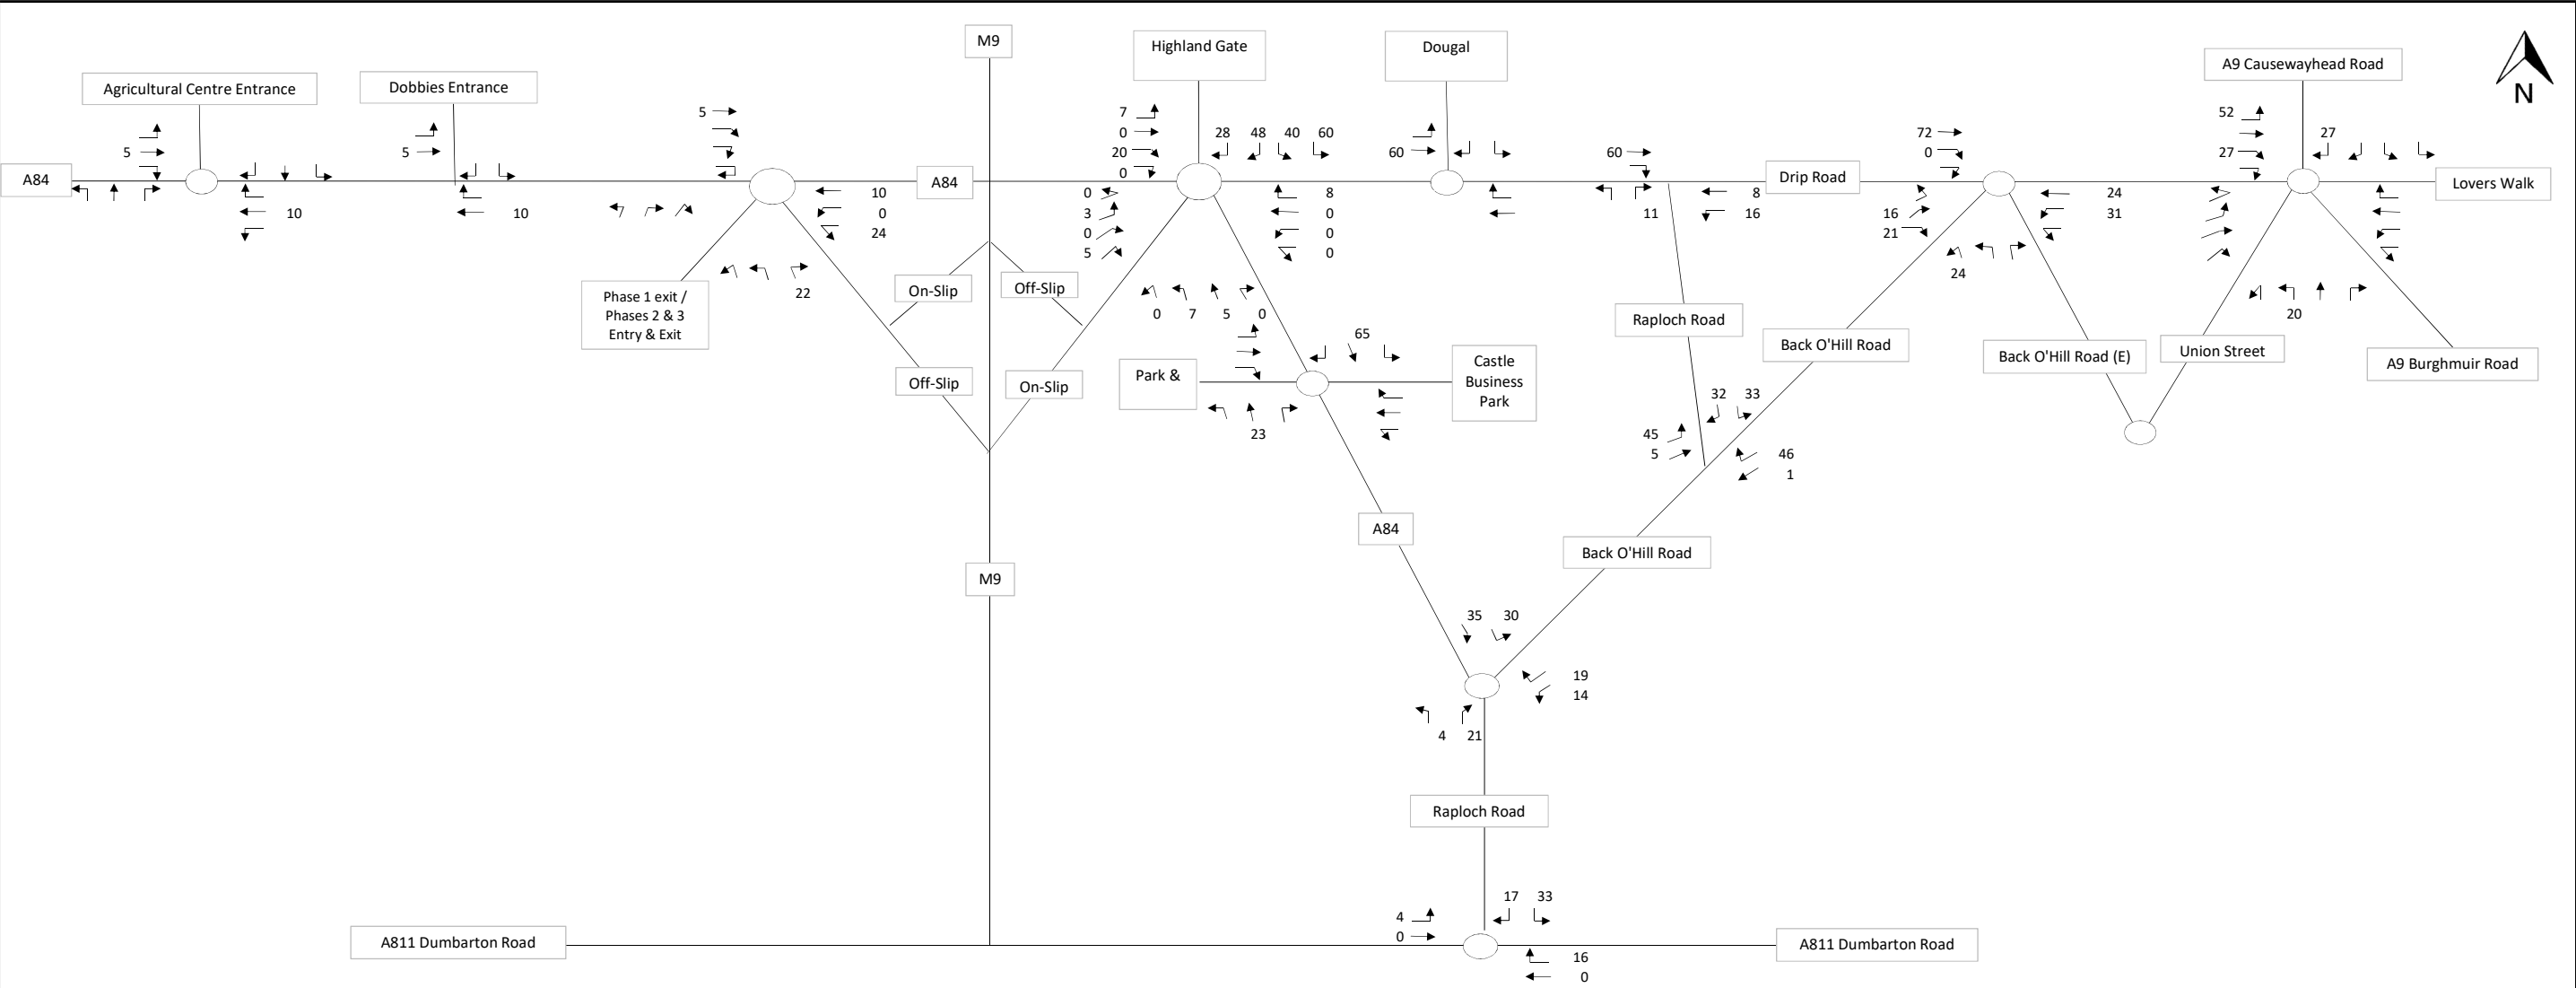 M9
Highland Gate
Dougal
A9 Causewayhead Road
N
Agricultural Centre Entrance
Dobbies Entrance
5
5
5
7
0
20
0
28 48 40 60
60
60
72
0
52
27
27
A84
10
10
10
0
24
A84
0
3
0
5
8
0
0
0
11
8
16
Drip Road
16
21
24
24
31
Lovers Walk
22
Phase 1 exit /
Phases 2 & 3
Entry & Exit
On-Slip
Off-Slip
0 7 5 0
Raploch Road
Back O'Hill Road
Back O'Hill Road (E)
Union Street
20
A9 Burghmuir Road
Off-Slip
On-Slip
Park &
65
Castle
Business
Park
23
32 33
45
5
46
1
A84
Back O'Hill Road
M9
35 30
19
14
4 21
Raploch Road
17 33
4
0
A811 Dumbarton Road
A811 Dumbarton Road
16
0